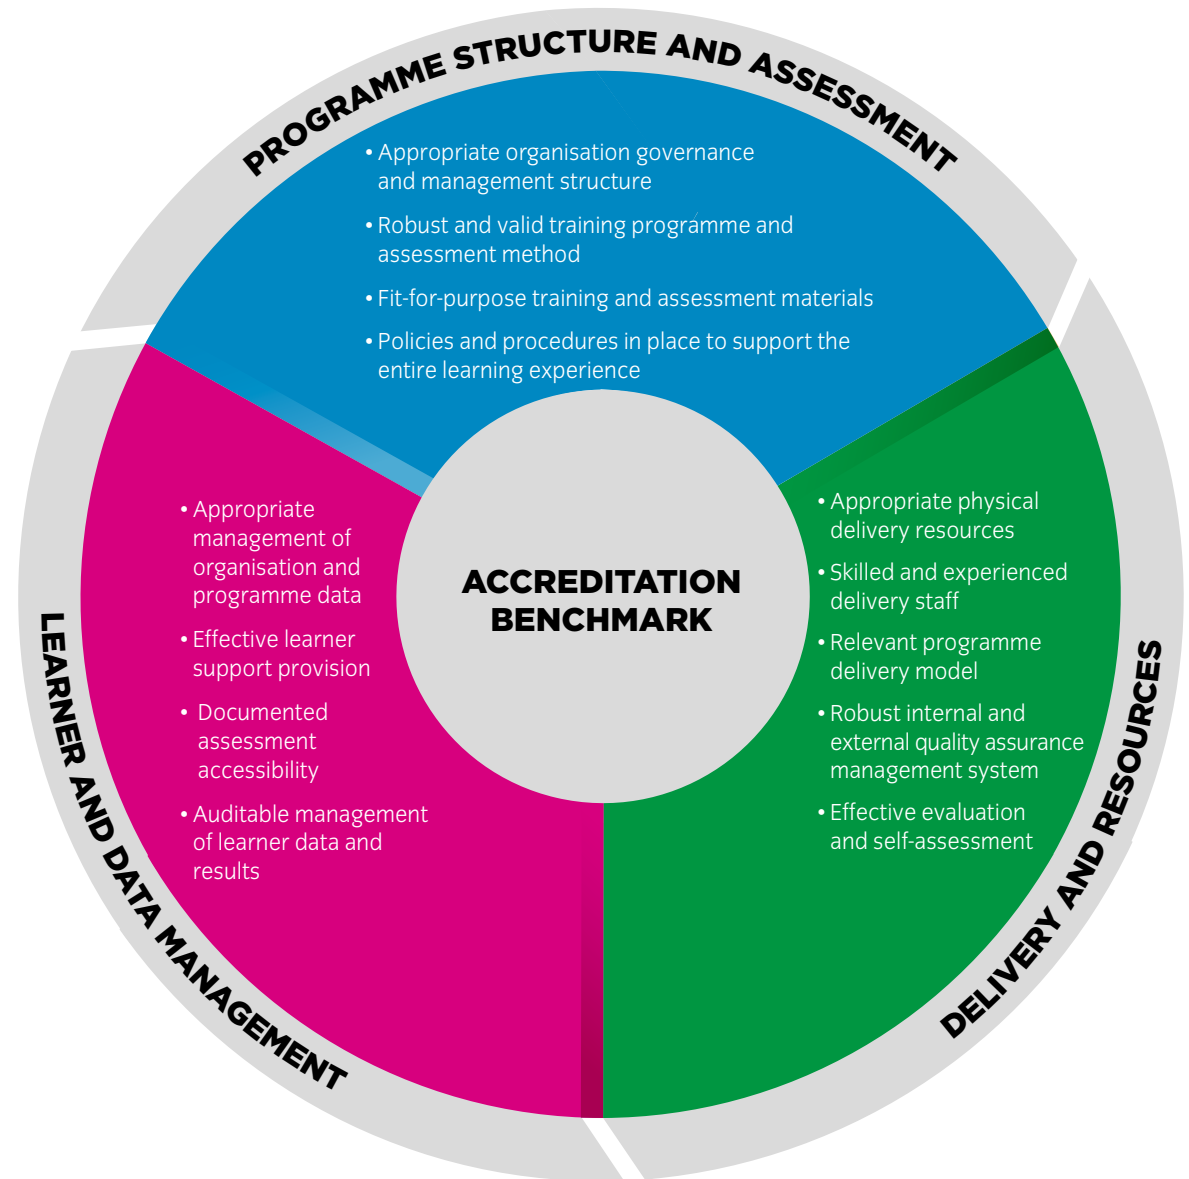 PROGRAMME STRUCTURE AND ASSESSMENT
• Appropriate organisation governance
and management structure
• Robust and valid training programme and
assessment method
• Fit-for-purpose training and assessment materials
• Policies and procedures in place to support the
entire learning experience
ACCREDITATION
BENCHMARK
DELIVERY AND RESOURCES
• Appropriate physical
delivery resources
• Skilled and experienced
delivery staff
• Relevant programme
delivery model
• Robust internal and
external quality assurance
management system
• Effective evaluation
and self-assessment
LEARNER AND DATA MANAGEMENT
• Appropriate
management of
organisation and
programme data
• Effective learner
support provision
• Documented
assessment
accessibility
• Auditable management
of learner data and
results